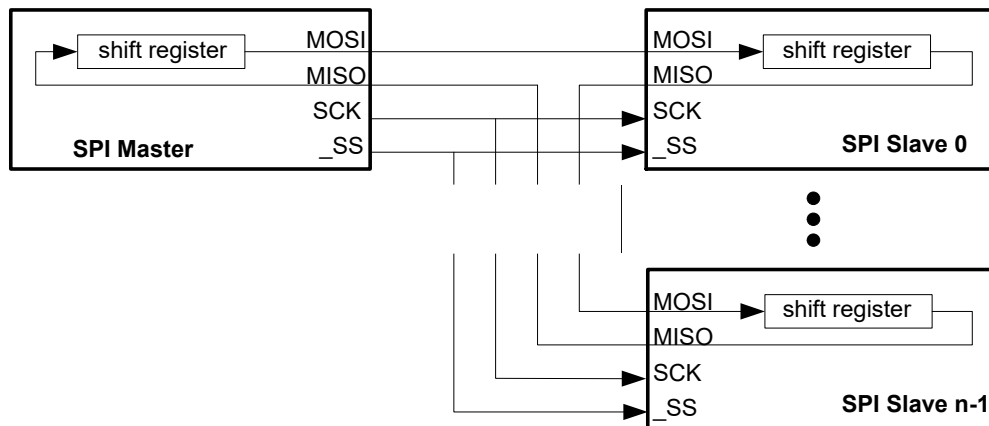 shift register
MOSI
MISO
SCK
_SS
SPI Master
MOSI
shift register
MISO
SCK
_SS
SPI Slave 0
MOSI
shift register
MISO
SCK
_SS
SPI Slave n-1